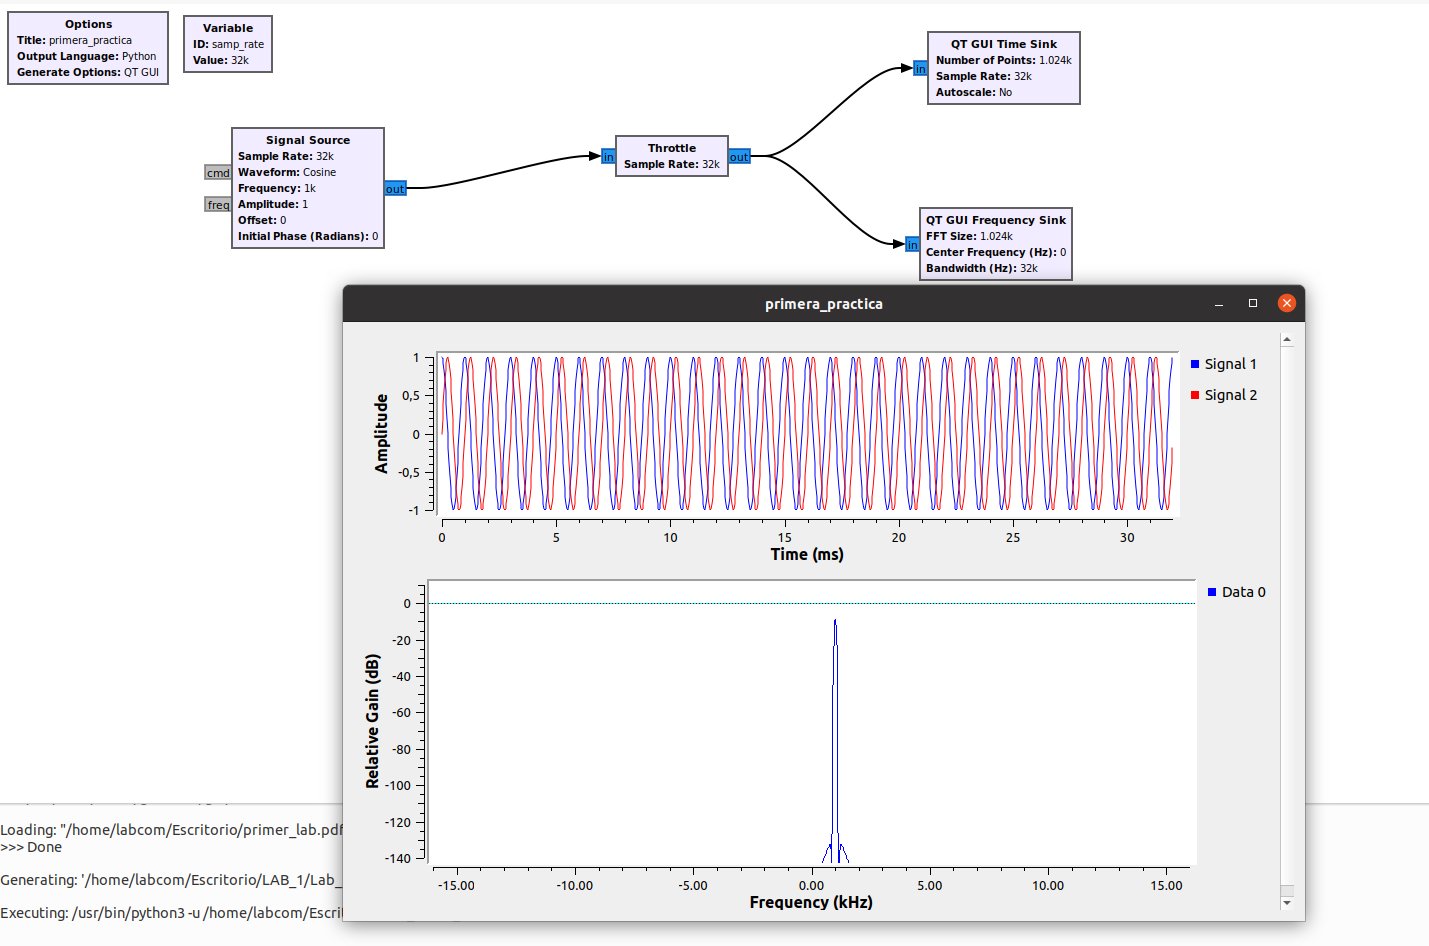 Options
Title: primera_practica
Output Language: Python
Generate Options: QT GUI
Variable
ID: samp_rate
Value: 32k
Signal Source
Sample Rate: 32k
Waveform: Cosine
Frequency: 1k
Amplitude: 1
Offset: 0
Initial Phase (Radians): 0
cmd
freq
out
in
Throttle
Sample Rate: 32k
out
in
QT GUI Time Sink
Number of Points: 1.024k
Sample Rate: 32k
Autoscale: No
in
QT GUI Frequency Sink
FFT Size: 1.024k
Center Frequency (Hz): 0
Bandwidth (Hz): 32k
primera_practica
Amplitude
1
0,5
0
-0,5
-1
0 5 10 15 20 25 30
Time (ms)
Signal 1
Signal 2
Relative Gain (dB)
0
-20
-40
-60
-80
-100
-120
-140
-15.00 -10.00 -5.00 0.00 5.00 10.00 15.00
Frequency (kHz)
Data 0
Loading: "/home/labcom/Escritorio/primer_lab.pdf
>>> Done
Generating: '/home/labcom/Escritorio/LAB_1/Lab_
Executing: /usr/bin/python3 -u /home/labcom/Escrit